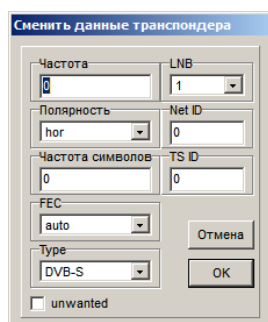 Сменить данные транспондера
Частота
LNB
0
1
Полярность
Net ID
hor
0
Частота символов
TS ID
0
0
FEC
auto
Отмена
Type
DVB-S
OK
unwanted